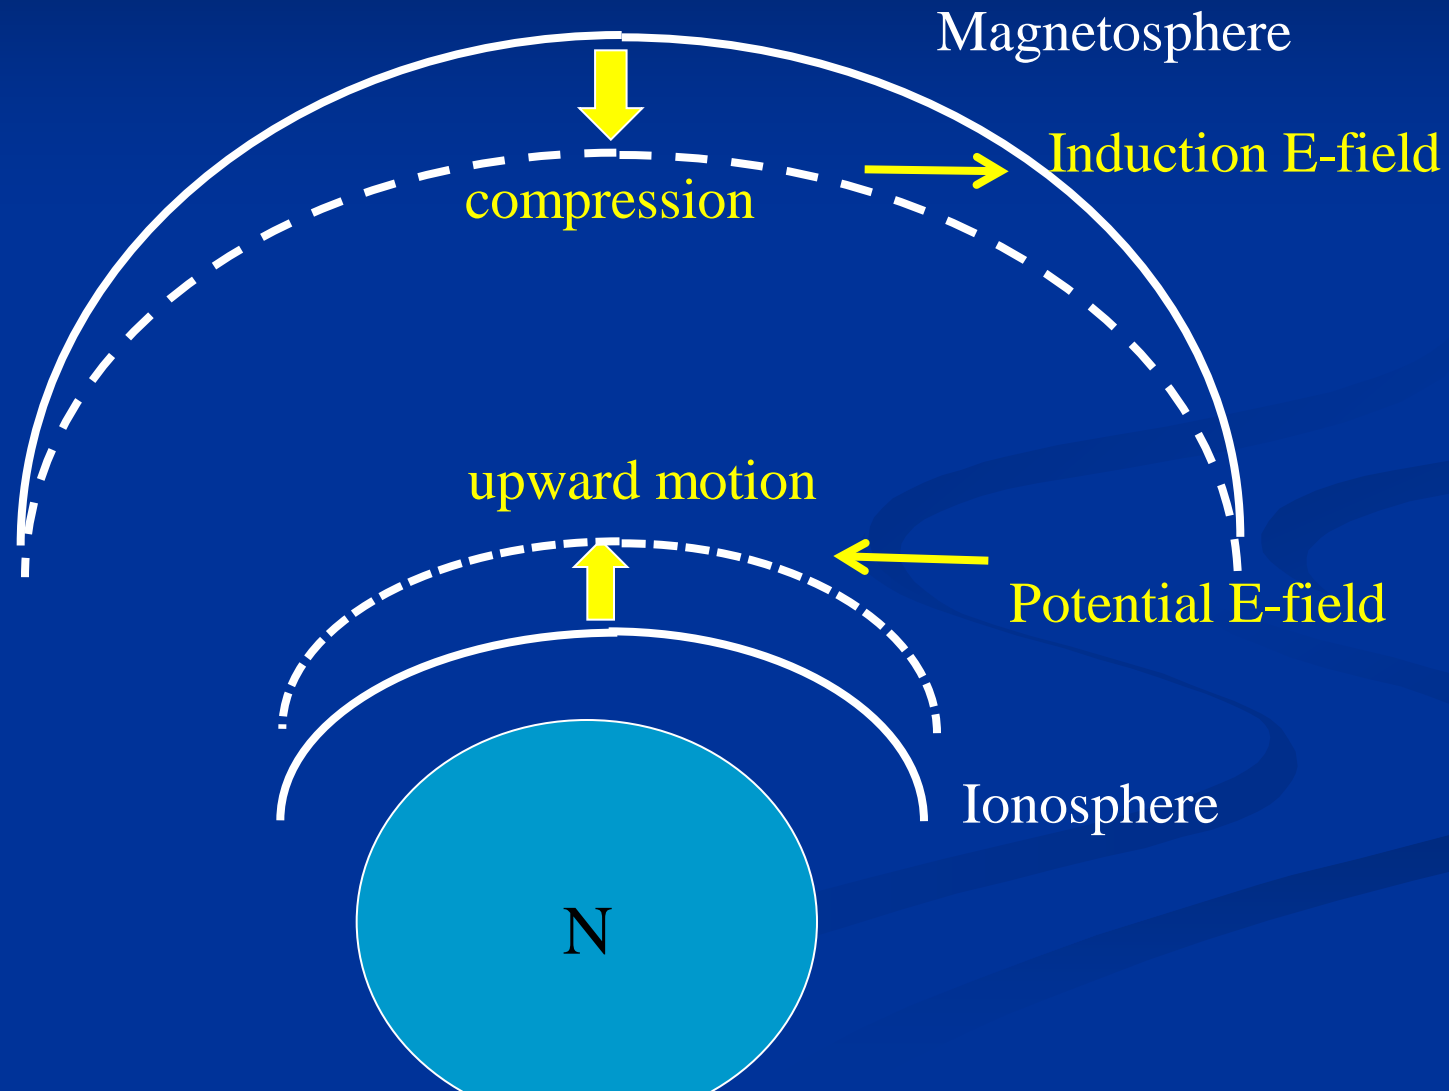 Magnetosphere
Induction E-field
compression
upward motion
Potential E-field
Ionosphere
N